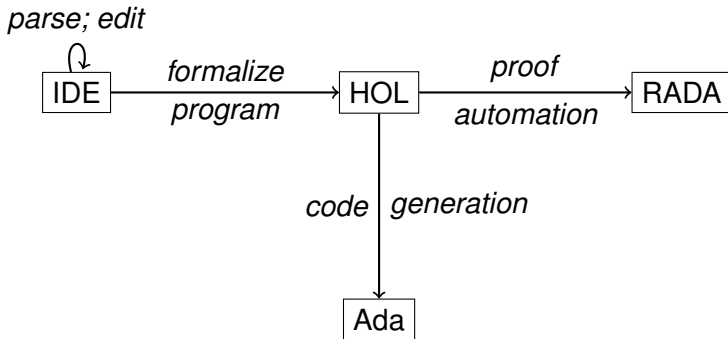 parse; edit
IDE
formalize
program
HOL
proof
automation
RADA
code generation
Ada